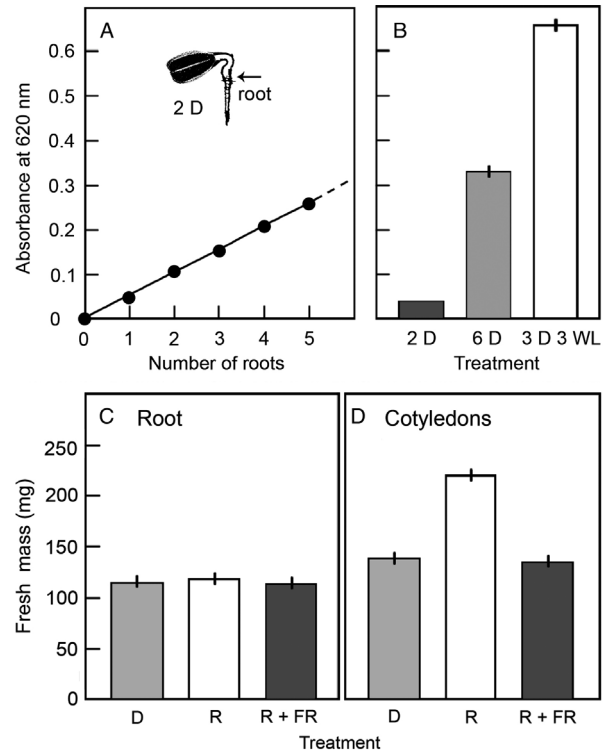 A
B
Absorbance at 620 nm
0.6
0.5
0.4
0.3
0.2
0.1
0
2 D
root
0 1 2 3 4 5
Number of roots
2 D 6 D 3 D 3 WL
Treatment
C Root
D Cotyledons
Fresh mass (mg)
250
200
150
100
50
0
D R R + FR
D R R + FR
Treatment